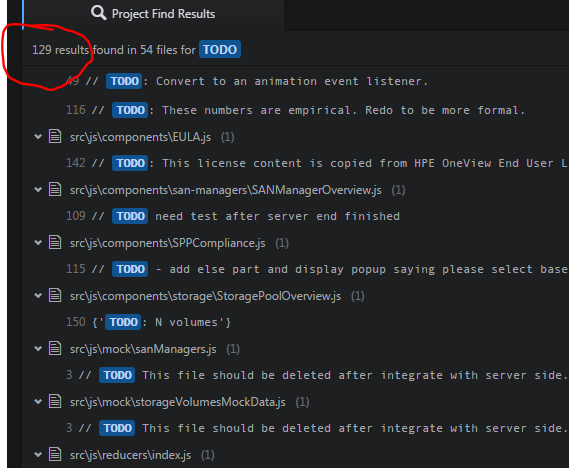 Project Find Results
129 results found in 54 files for TODO
49 // TODO: Convert to an animation event listener.
116 // TODO: These numbers are empirical. Redo to be more formal.
src\js\components\EULA.js (1)
142 // TODO: This license content is copied from HPE OneView End User L
src\js\components\san-managers\SANManagerOverview.js (1)
109 // TODO need test after server end finished
src\js\components\SPPCompliance.js (1)
115 // TODO - add else part and display popup saying please select base
src\js\components\storage\StoragePoolOverview.js (1)
150 {'TODO: N volumes'}
src\js\mock\sanManagers.js (1)
3 // TODO This file should be deleted after integrate with server side.
src\js\mock\storageVolumesMockData.js (1)
3 // TODO This file should be deleted after integrate with server side.
src\js\reducers\index.js (1)